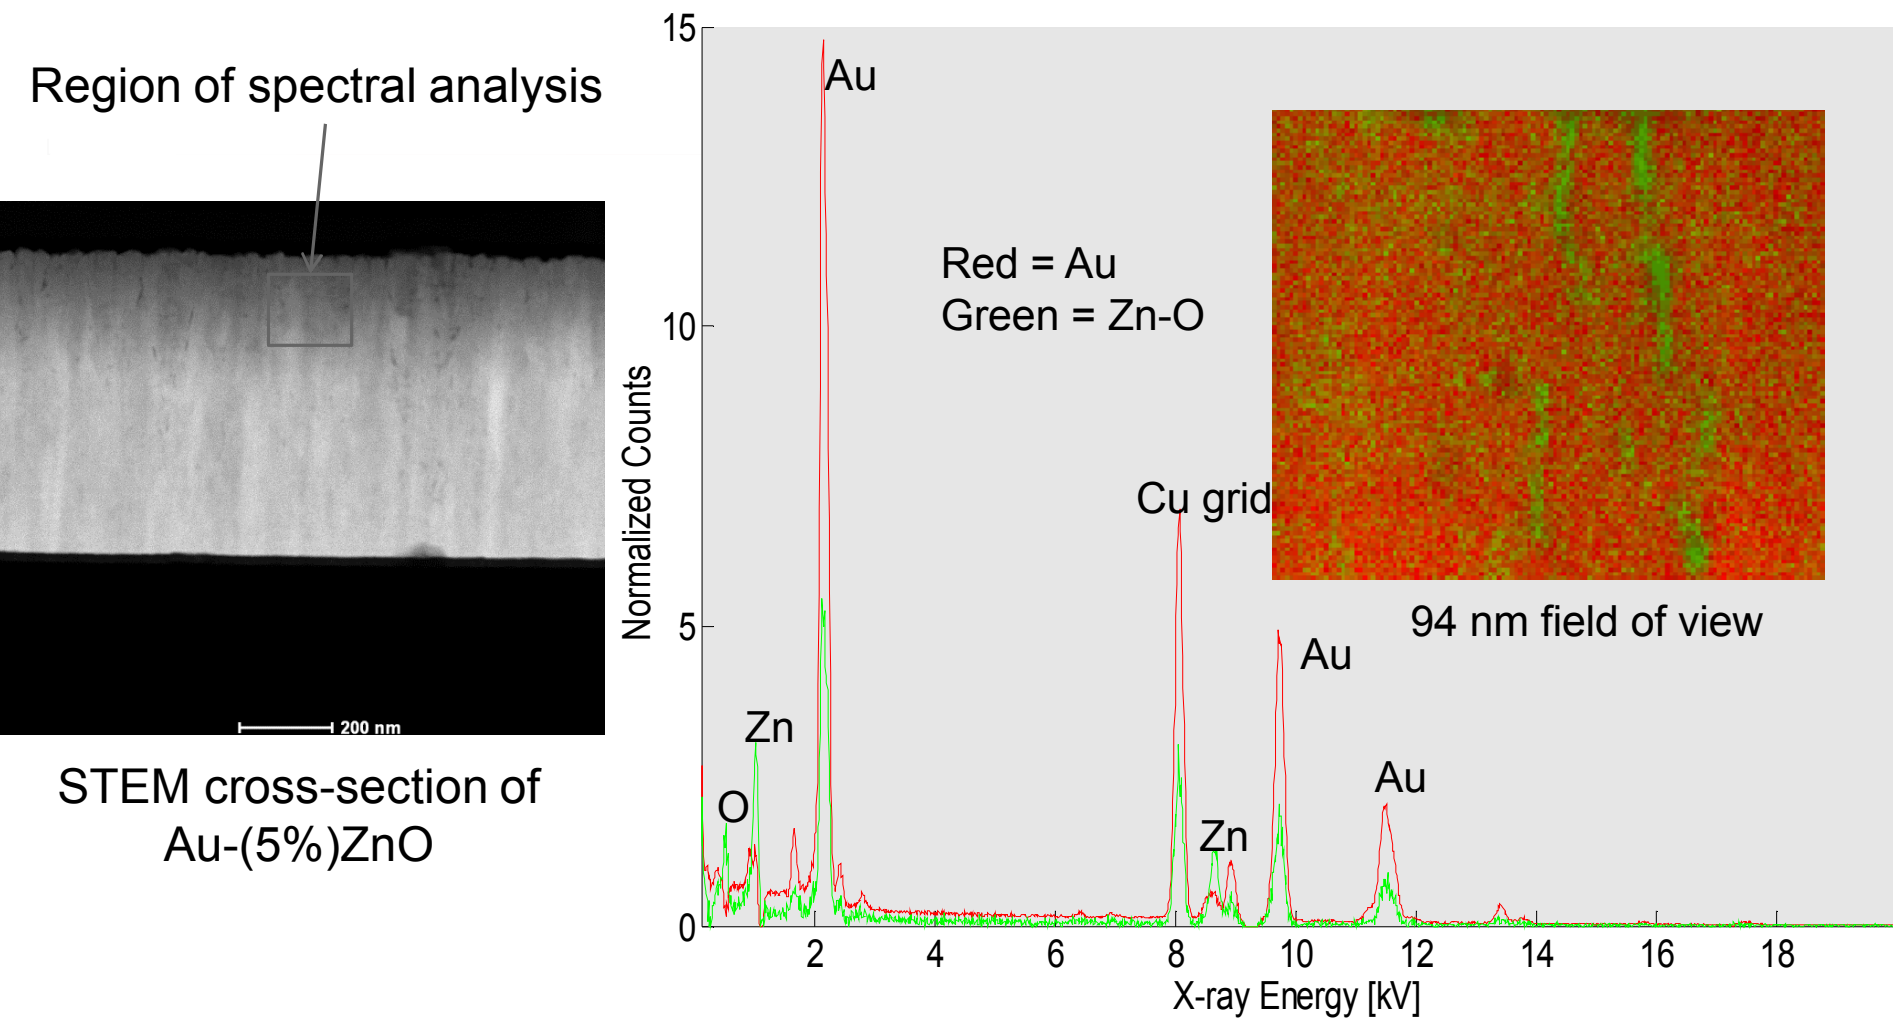 Region of spectral analysis
200 nm
STEM cross-section of
Au-(5%)ZnO
15
10
5
0
Normalized Counts
Au
Red = Au
Green = Zn-O
Cu grid
94 nm field of view
Au
Zn
O
Au
Zn
2 4 6 8 10 12 14 16 18
X-ray Energy [kV]